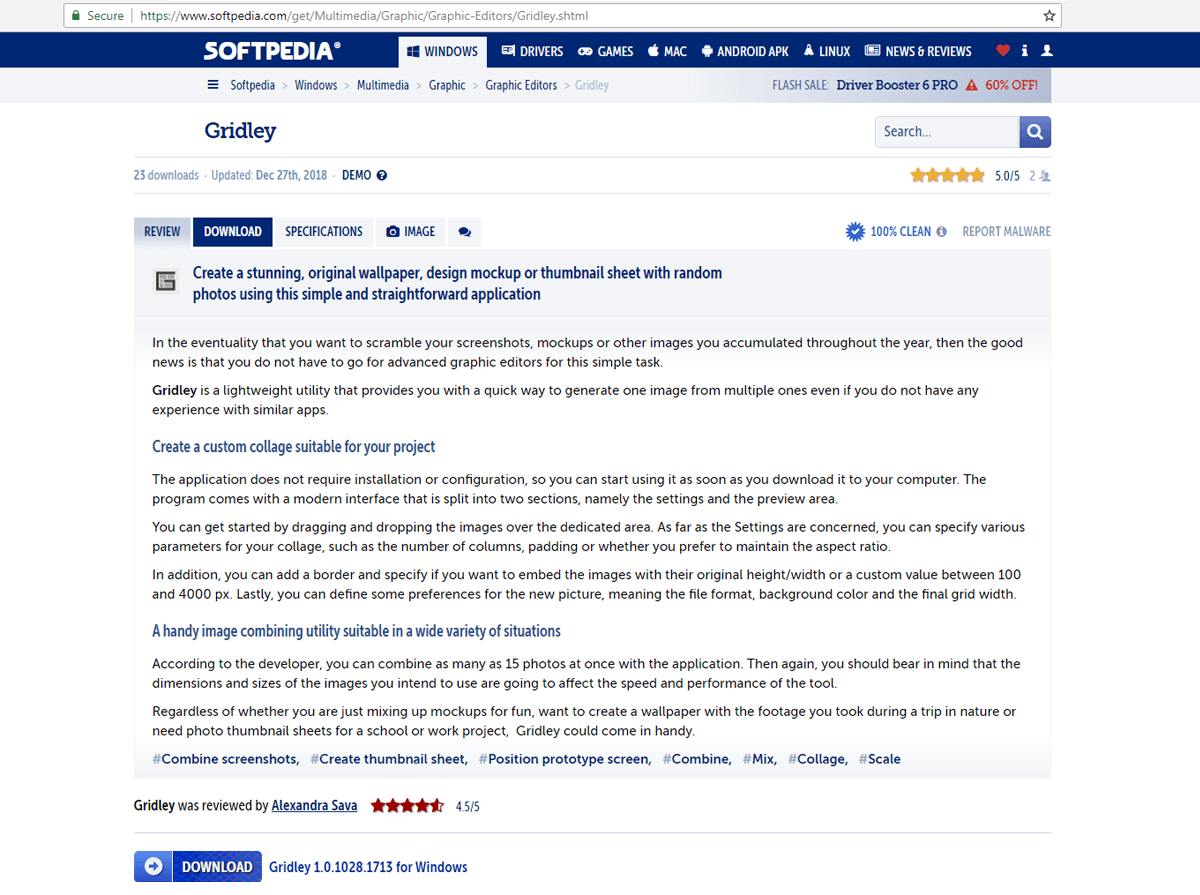 Secure https://www.softpedia.com/get/Multimedia/Graphic/Graphic-Editors/Gridley.shtml
SOFTPEDIA® WINDOWS DRIVERS GAMES MAC ANDROID APK LINUX NEWS & REVIEWS
Softpedia > Windows > Multimedia > Graphic > Graphic Editors > Gridley FLASH SALE: Driver Booster 6 PRO 60% OFF!
Gridley Search...
23 downloads · Updated: Dec 27th, 2018 · DEMO 5.0/5 2
REVIEW DOWNLOAD SPECIFICATIONS IMAGE 100% CLEAN REPORT MALWARE
Create a stunning, original wallpaper, design mockup or thumbnail sheet with random
photos using this simple and straightforward application
In the eventuality that you want to scramble your screenshots, mockups or other images you accumulated throughout the year, then the good
news is that you do not have to go for advanced graphic editors for this simple task.
Gridley is a lightweight utility that provides you with a quick way to generate one image from multiple ones even if you do not have any
experience with similar apps.
Create a custom collage suitable for your project
The application does not require installation or configuration, so you can start using it as soon as you download it to your computer. The
program comes with a modern interface that is split into two sections, namely the settings and the preview area.
You can get started by dragging and dropping the images over the dedicated area. As far as the Settings are concerned, you can specify various
parameters for your collage, such as the number of columns, padding or whether you prefer to maintain the aspect ratio.
In addition, you can add a border and specify if you want to embed the images with their original height/width or a custom value between 100
and 4000 px. Lastly, you can define some preferences for the new picture, meaning the file format, background color and the final grid width.
A handy image combining utility suitable in a wide variety of situations
According to the developer, you can combine as many as 15 photos at once with the application. Then again, you should bear in mind that the
dimensions and sizes of the images you intend to use are going to affect the speed and performance of the tool.
Regardless of whether you are just mixing up mockups for fun, want to create a wallpaper with the footage you took during a trip in nature or
need photo thumbnail sheets for a school or work project, Gridley could come in handy.
#Combine screenshots, #Create thumbnail sheet, #Position prototype screen, #Combine, #Mix, #Collage, #Scale
Gridley was reviewed by Alexandra Sava 4.5/5
DOWNLOAD Gridley 1.0.1028.1713 for Windows